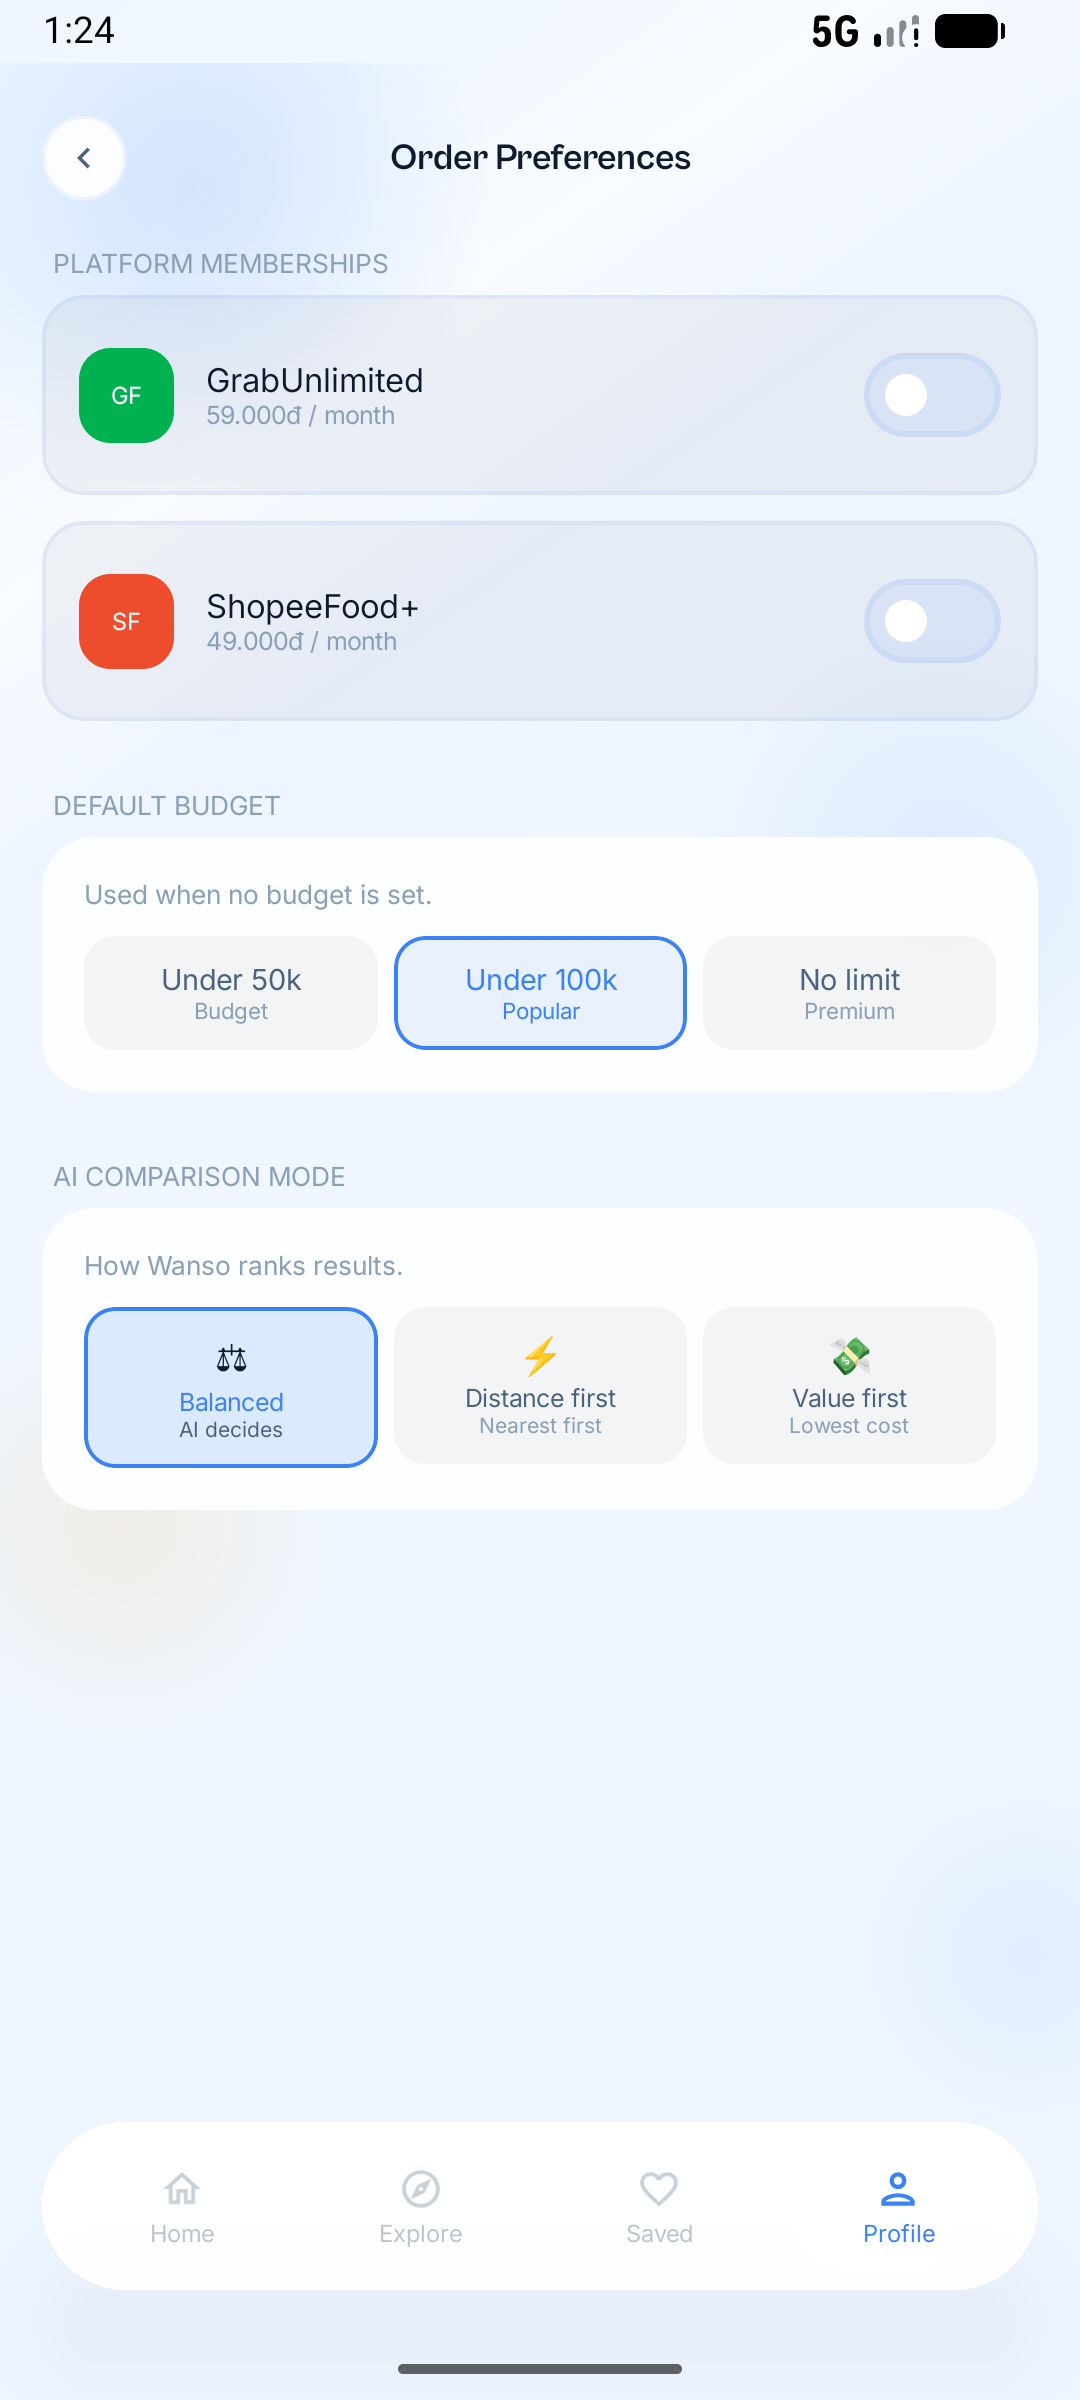 1:24
5G
Order Preferences
PLATFORM MEMBERSHIPS
GF
GrabUnlimited
59.000đ / month
SF
ShopeeFood+
49.000đ / month
DEFAULT BUDGET
Used when no budget is set.
Under 50k
Budget
Under 100k
Popular
No limit
Premium
AI COMPARISON MODE
How Wanso ranks results.
Balanced
AI decides
Distance first
Nearest first
Value first
Lowest cost
Home
Explore
Saved
Profile